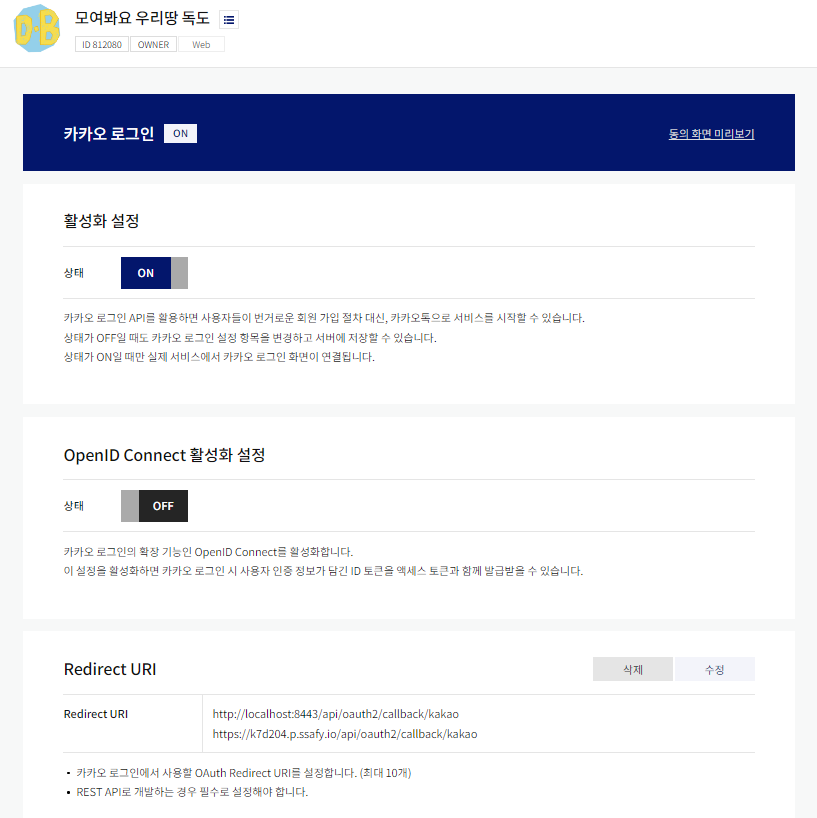 D·B
모여봐요 우리땅 독도
ID 812080 OWNER Web
카카오 로그인 ON 동의 화면 미리보기
활성화 설정
상태 ON
카카오 로그인 API를 활용하면 사용자들이 번거로운 회원 가입 절차 대신, 카카오톡으로 서비스를 시작할 수 있습니다.
상태가 OFF일 때도 카카오 로그인 설정 항목을 변경하고 서버에 저장할 수 있습니다.
상태가 ON일 때만 실제 서비스에서 카카오 로그인 화면이 연결됩니다.
OpenID Connect 활성화 설정
상태 OFF
카카오 로그인의 확장 기능인 OpenID Connect를 활성화합니다.
이 설정을 활성화하면 카카오 로그인 시 사용자 인증 정보가 담긴 ID 토큰을 액세스 토큰과 함께 발급받을 수 있습니다.
Redirect URI 삭제 수정
Redirect URI http://localhost:8443/api/oauth2/callback/kakao
https://k7d204.p.ssafy.io/api/oauth2/callback/kakao
• 카카오 로그인에서 사용할 OAuth Redirect URI를 설정합니다. (최대 10개)
• REST API로 개발하는 경우 필수로 설정해야 합니다.